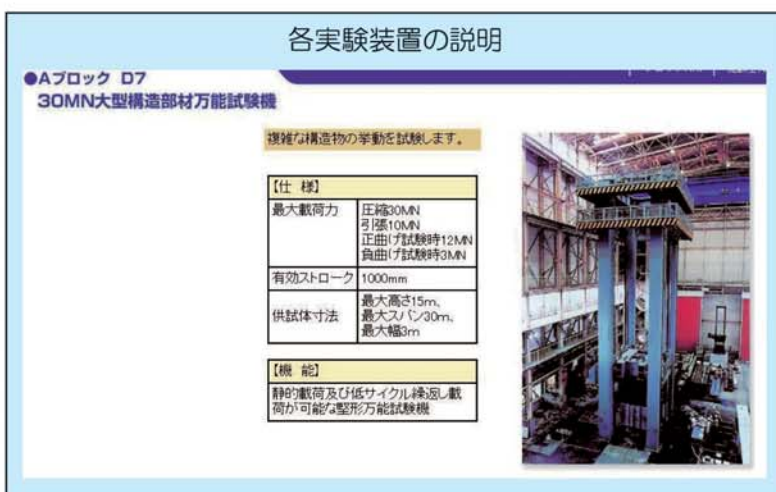 各実験装置の説明
●Aブロック D7
30MN大型構造部材万能試験機
複雑な構造物の挙動を試験します。
【仕 様】
最大載荷力
圧縮30MN
引張10MN
正曲げ試験時12MN
負曲げ試験時3MN
有効ストローク
1000mm
供試体寸法
最大高さ15m、
最大スパン30m、
最大幅3m
【機 能】
静的載荷及び低サイクル繰返し載
荷が可能な竪形万能試験機